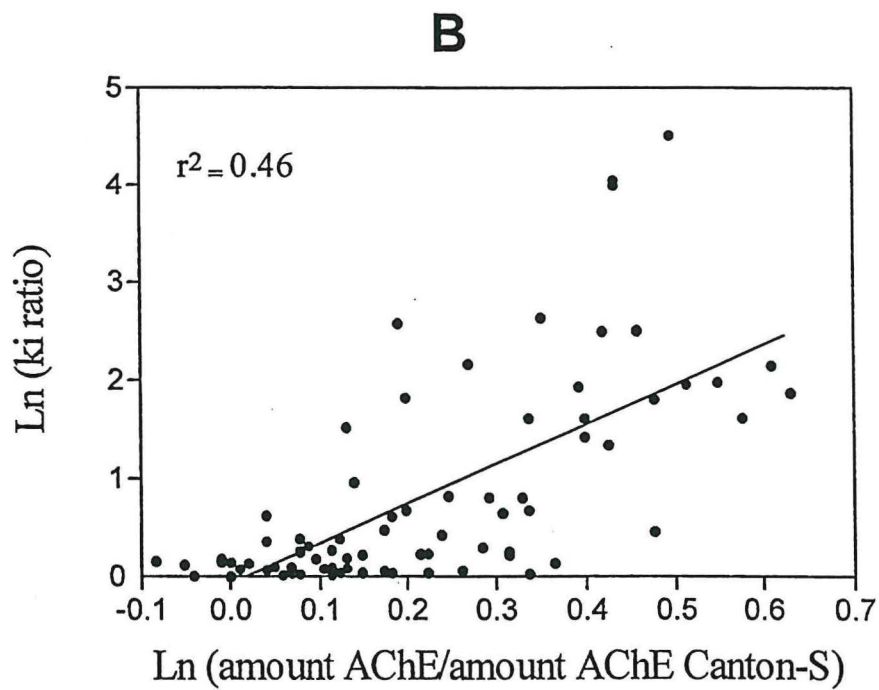 B
5
r² = 0.46
4
3
2
1
0
Ln (ki ratio)
-0.1 0.0 0.1 0.2 0.3 0.4 0.5 0.6 0.7
Ln (amount AChE/amount AChE Canton-S)